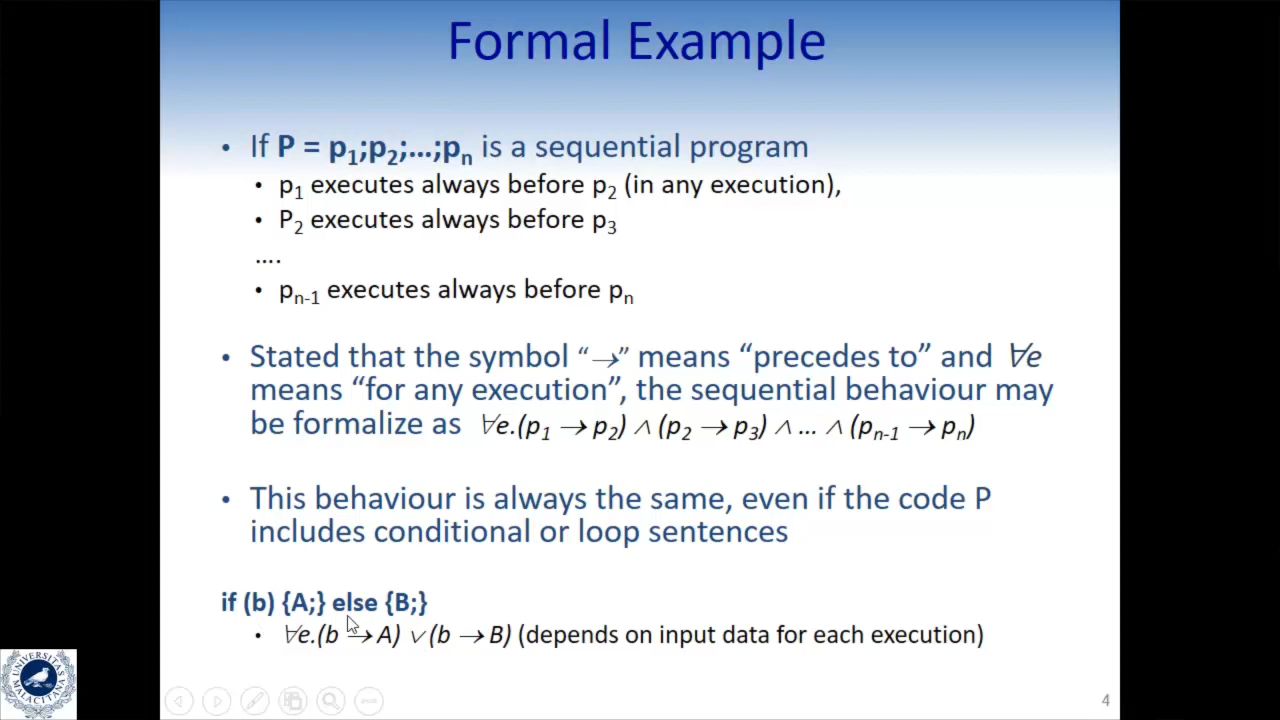 Formal Example
• If P = p1;p2;…;pn is a sequential program
• p1 executes always before p2 (in any execution),
• P2 executes always before p3
….
• pn-1 executes always before pn
• Stated that the symbol “→” means “precedes to” and ∀e
means “for any execution”, the sequential behaviour may
be formalize as ∀e.(p1 → p2) ∧ (p2 → p3) ∧ … ∧ (pn-1 → pn)
• This behaviour is always the same, even if the code P
includes conditional or loop sentences
if (b) {A;} else {B;}
• ∀e.(b → A) ∨ (b → B) (depends on input data for each execution)
UNIVERSITAS
MALACITANA
4